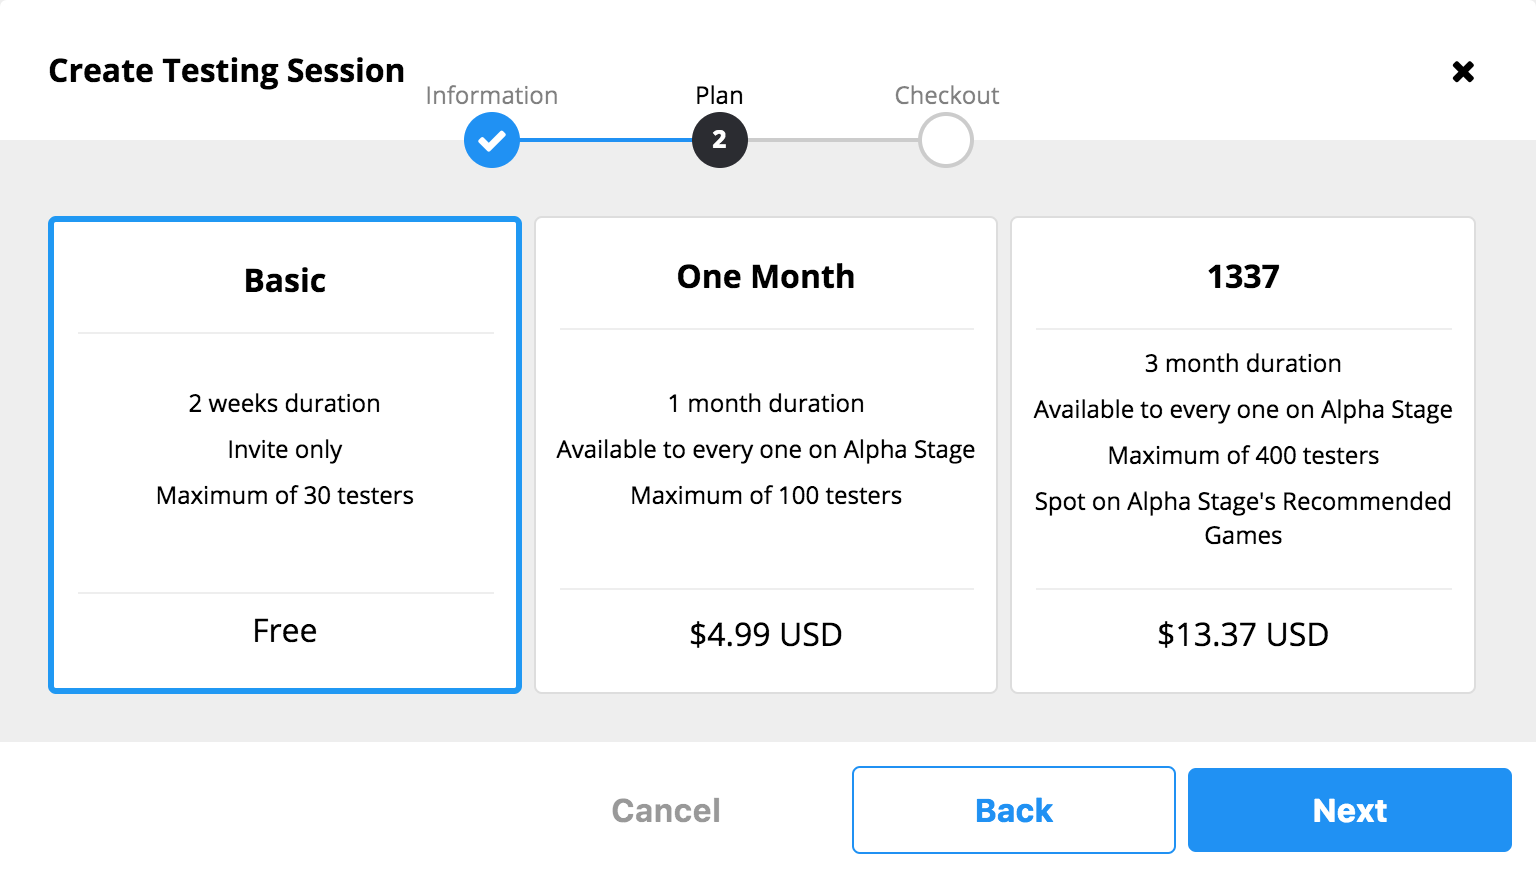 Create Testing Session
Information
Plan
Checkout
2
Basic
2 weeks duration
Invite only
Maximum of 30 testers
Free
One Month
1 month duration
Available to every one on Alpha Stage
Maximum of 100 testers
$4.99 USD
1337
3 month duration
Available to every one on Alpha Stage
Maximum of 400 testers
Spot on Alpha Stage's Recommended
Games
$13.37 USD
Cancel
Back
Next